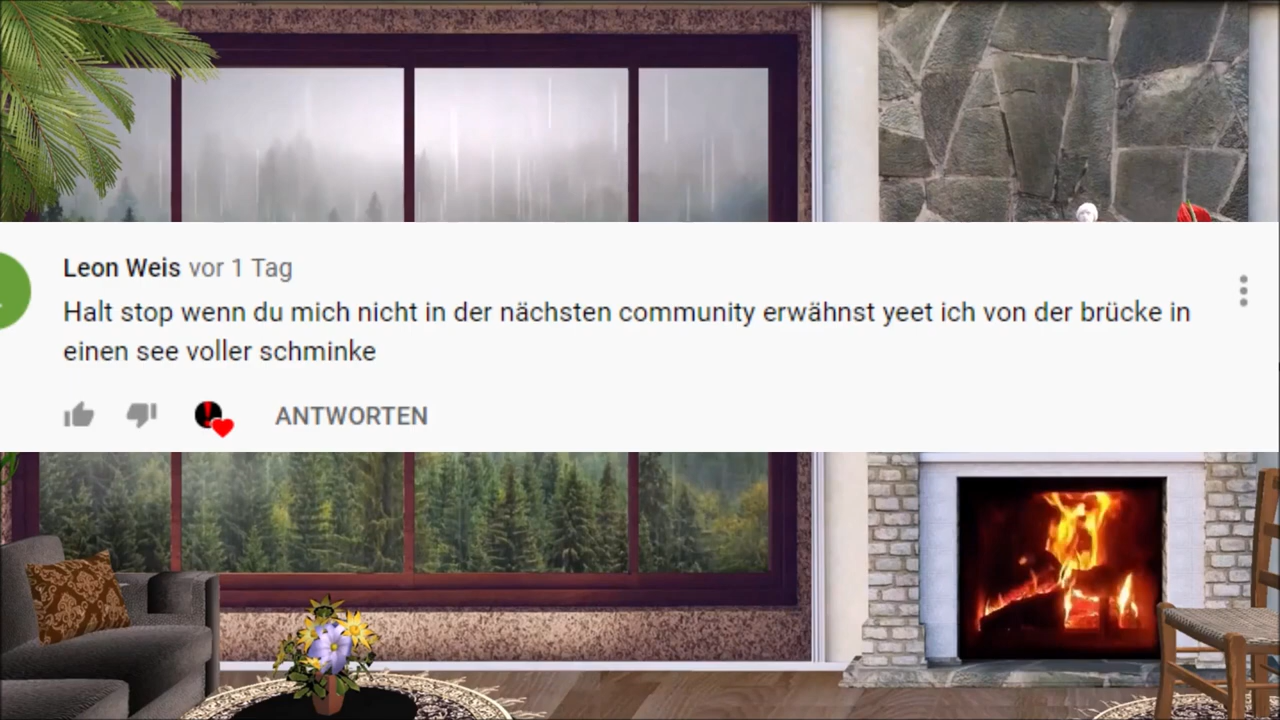 Leon Weis vor 1 Tag
Halt stop wenn du mich nicht in der nächsten community erwähnst yeet ich von der brücke in
einen see voller schminke
ANTWORTEN